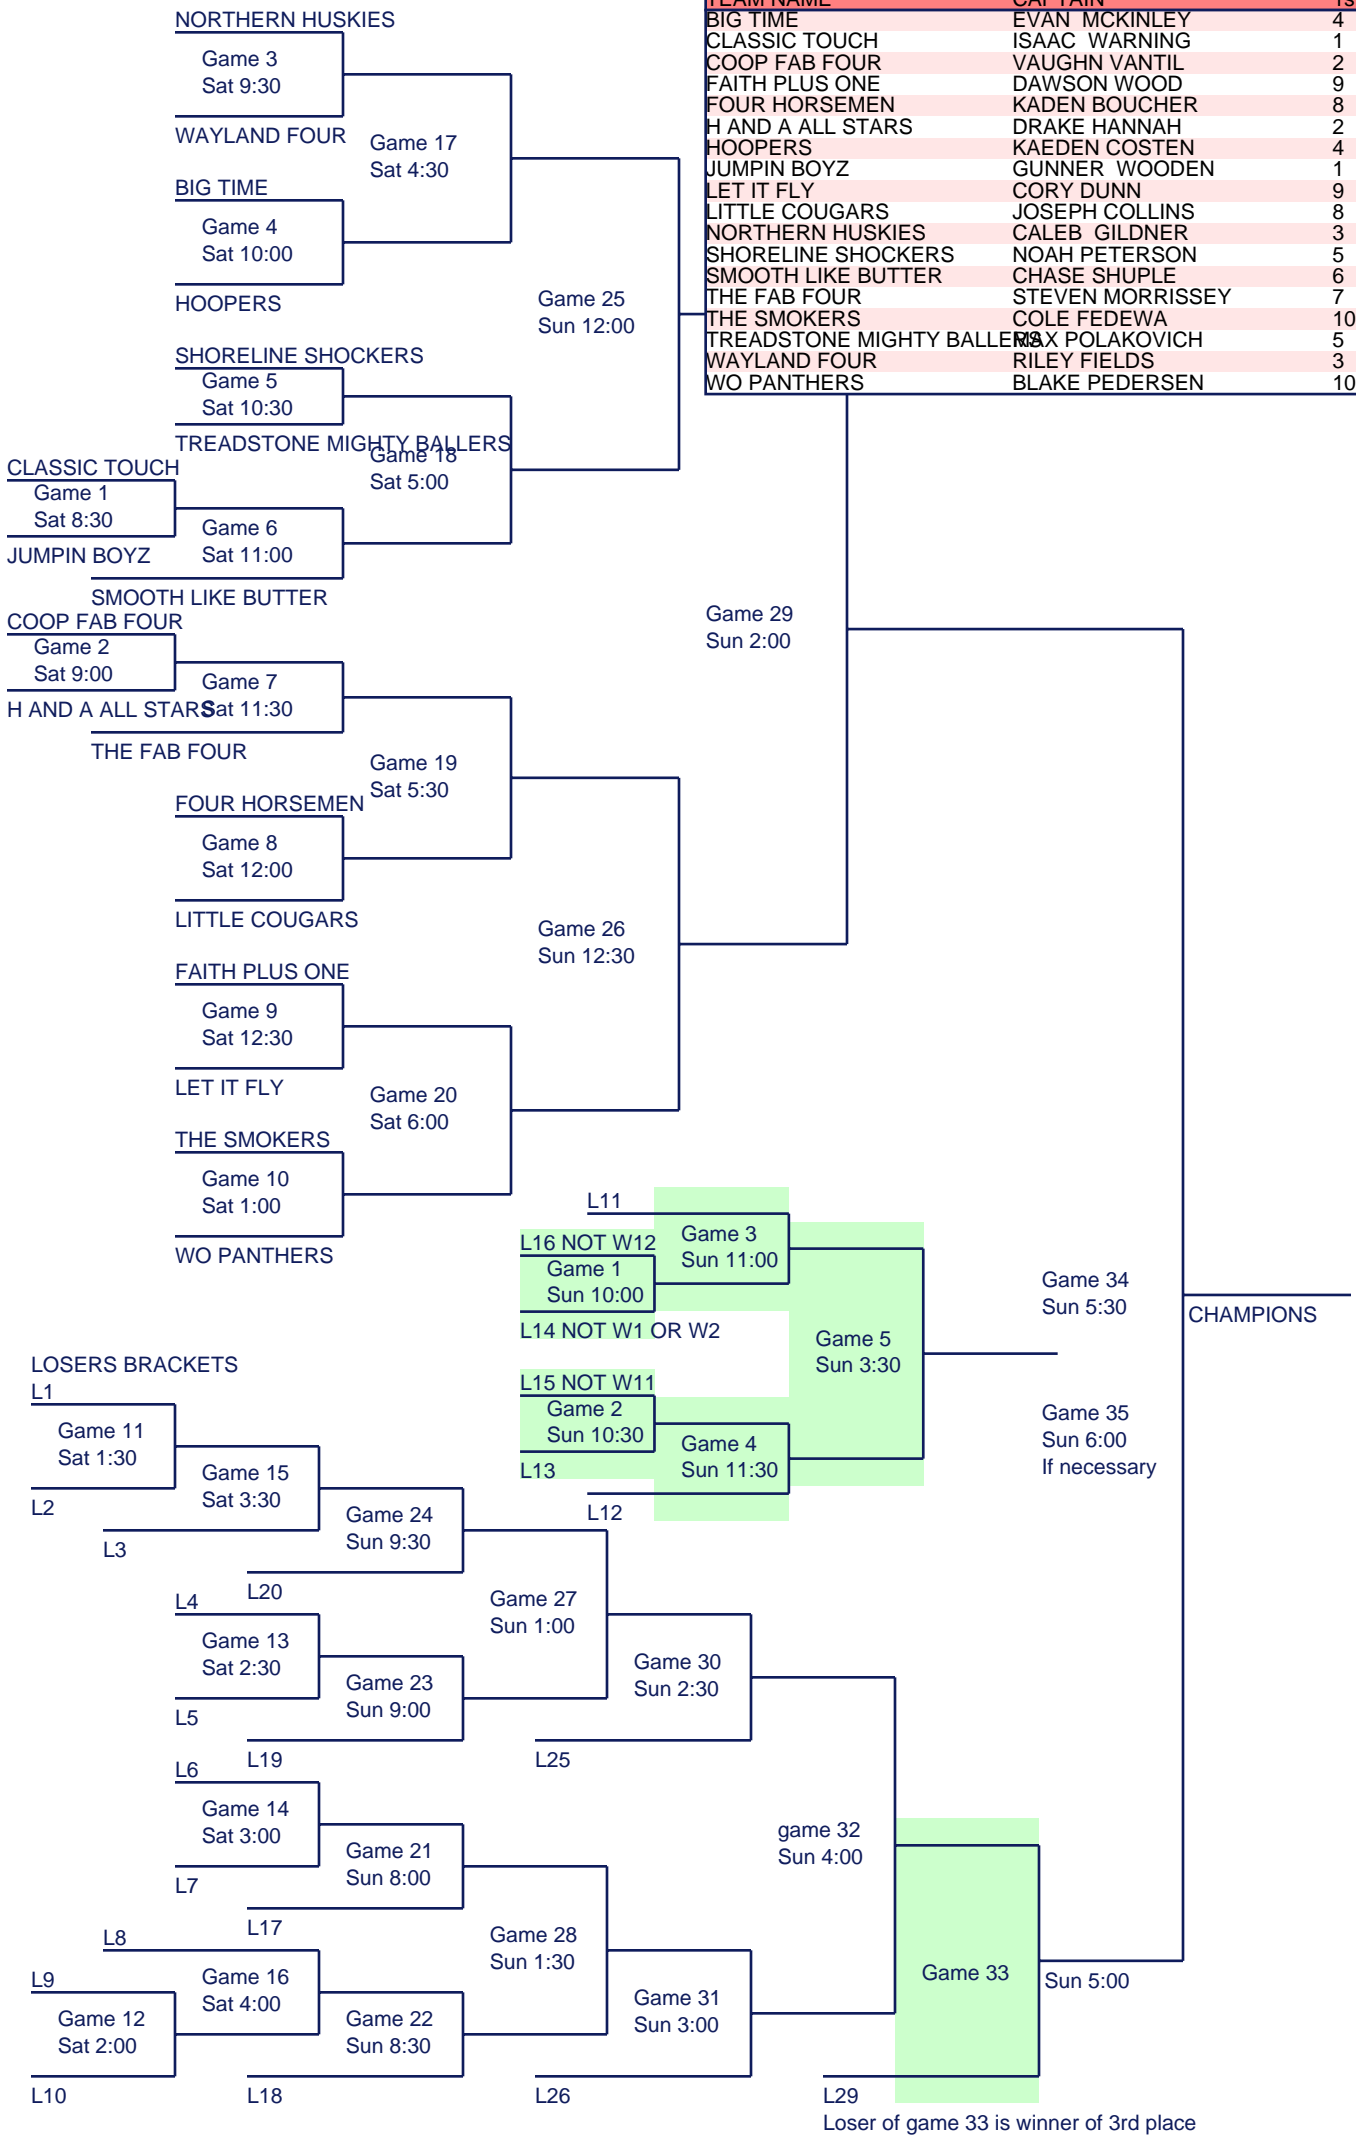 TEAM NAME CAPTAIN
BIG TIME EVAN  MCKINLEY 4
CLASSIC TOUCH ISAAC  WARNING 1
COOP FAB FOUR VAUGHN VANTIL 2
FAITH PLUS ONE DAWSON WOOD 9
FOUR HORSEMEN KADEN BOUCHER 8
H AND A ALL STARS DRAKE HANNAH 2
HOOPERS KAEDEN COSTEN 4
JUMPIN BOYZ GUNNER  WOODEN 1
LET IT FLY CORY DUNN 9
LITTLE COUGARS JOSEPH COLLINS 8
NORTHERN HUSKIES CALEB  GILDNER 3
SHORELINE SHOCKERS NOAH PETERSON 5
SMOOTH LIKE BUTTER CHASE SHUPLE 6
THE FAB FOUR STEVEN MORRISSEY 7
THE SMOKERS COLE FEDEWA 10
TREADSTONE MIGHTY BALLERS MAX POLAKOVICH 5
WAYLAND FOUR RILEY FIELDS 3
WO PANTHERS BLAKE PEDERSEN 10
NORTHERN HUSKIES
Game 3
Sat 9:30
WAYLAND FOUR
Game 17
Sat 4:30
BIG TIME
Game 4
Sat 10:00
HOOPERS
Game 25
Sun 12:00
SHORELINE SHOCKERS
Game 5
Sat 10:30
TREADSTONE MIGHTY BALLERS
Game 18
Sat 5:00
CLASSIC TOUCH
Game 1
Sat 8:30
JUMPIN BOYZ
Game 6
Sat 11:00
SMOOTH LIKE BUTTER
Game 29
Sun 2:00
COOP FAB FOUR
Game 2
Sat 9:00
H AND A ALL STARS
Game 7
Sat 11:30
THE FAB FOUR
Game 19
Sat 5:30
FOUR HORSEMEN
Game 8
Sat 12:00
LITTLE COUGARS
Game 26
Sun 12:30
FAITH PLUS ONE
Game 9
Sat 12:30
LET IT FLY
Game 20
Sat 6:00
THE SMOKERS
Game 10
Sat 1:00
WO PANTHERS
L11
Game 3
Sun 11:00
L16 NOT W12
Game 1
Sun 10:00
L14 NOT W1 OR W2
Game 5
Sun 3:30
L15 NOT W11
Game 2
Sun 10:30
L13
Game 4
Sun 11:30
L12
Game 34
Sun 5:30
CHAMPIONS
Game 35
Sun 6:00
If necessary
LOSERS BRACKETS
L1
Game 11
Sat 1:30
L2
Game 15
Sat 3:30
L3
Game 24
Sun 9:30
L20
L4
Game 13
Sat 2:30
L5
Game 23
Sun 9:00
L19
Game 27
Sun 1:00
Game 30
Sun 2:30
L25
L6
Game 14
Sat 3:00
L7
Game 21
Sun 8:00
L17
L8
Game 16
Sat 4:00
L9
Game 12
Sat 2:00
L10
Game 22
Sun 8:30
L18
Game 28
Sun 1:30
Game 31
Sun 3:00
L26
game 32
Sun 4:00
Game 33
Sun 5:00
L29
Loser of game 33 is winner of 3rd place